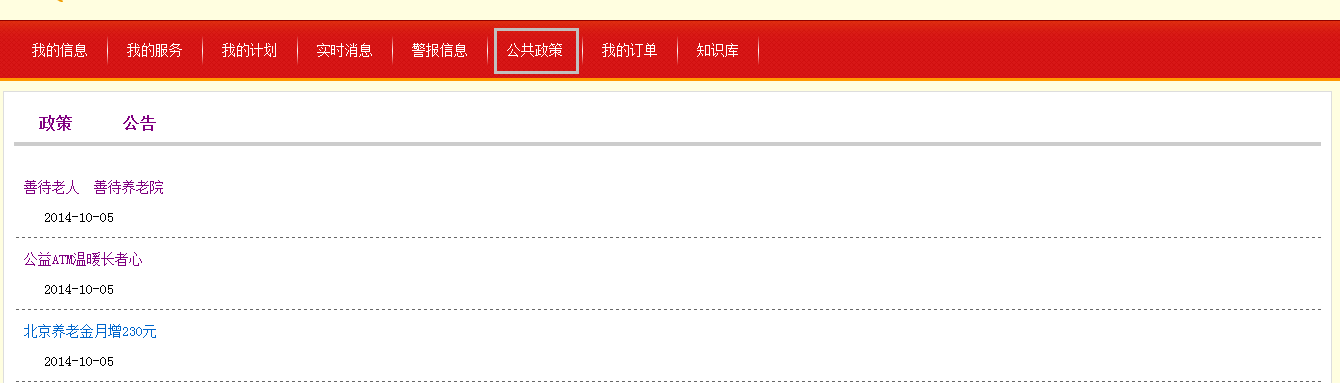 我的信息 我的服务 我的计划 实时消息 警报信息 公共政策 我的订单 知识库
政策 公告
善待老人　善待养老院
2014-10-05
公益ATM温暖长者心
2014-10-05
北京养老金月增230元
2014-10-05